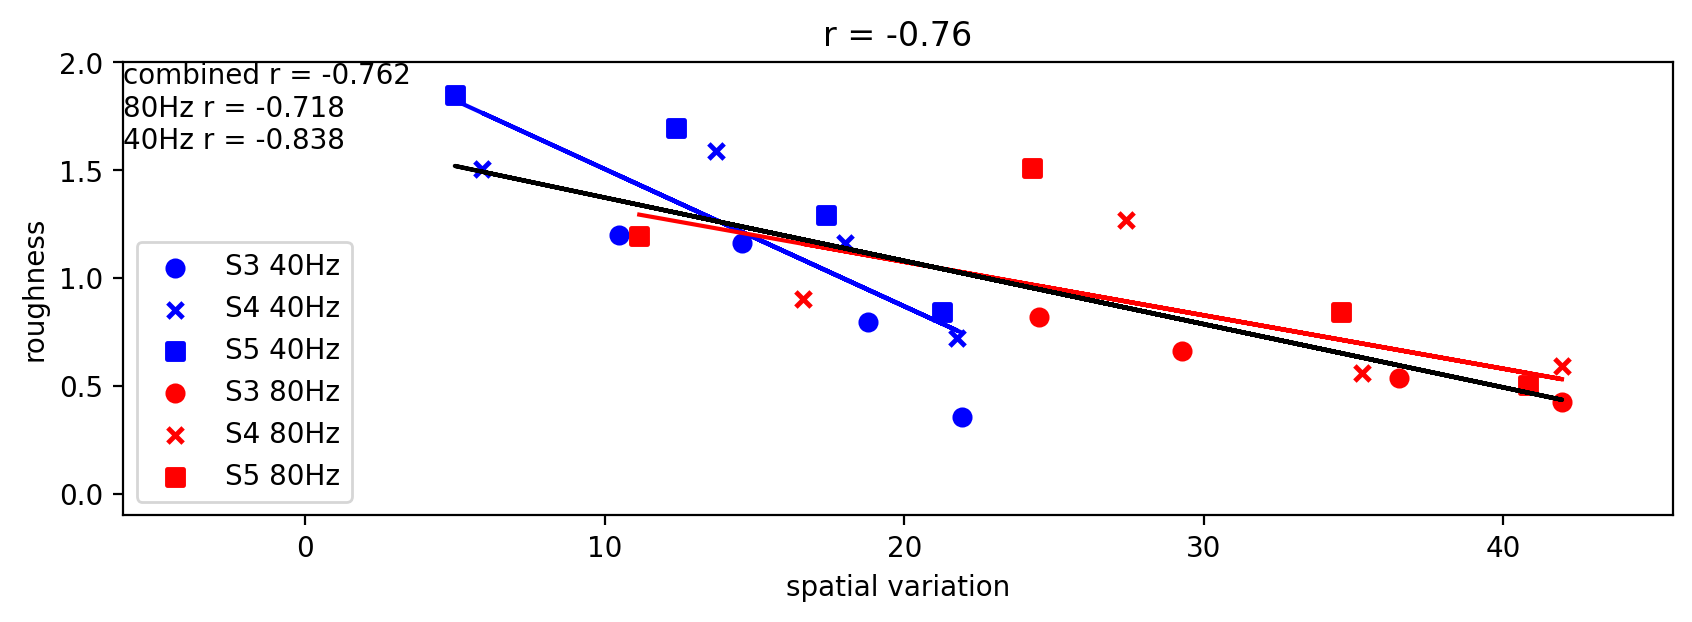 r = -0.76
combined r = -0.762
80Hz r = -0.718
40Hz r = -0.838
roughness
2.0
1.5
1.0
0.5
0.0
S3 40Hz
S4 40Hz
S5 40Hz
S3 80Hz
S4 80Hz
S5 80Hz
0 10 20 30 40
spatial variation